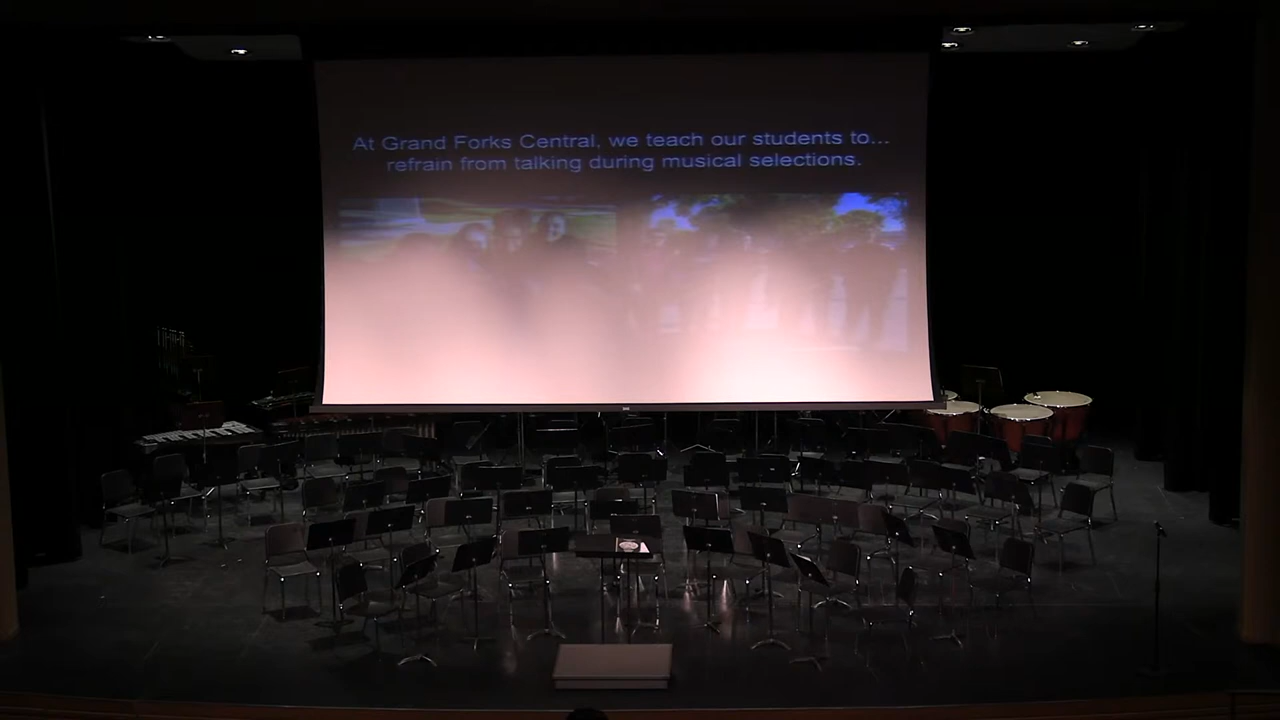 At Grand Forks Central, we teach our students to...
refrain from talking during musical selections.